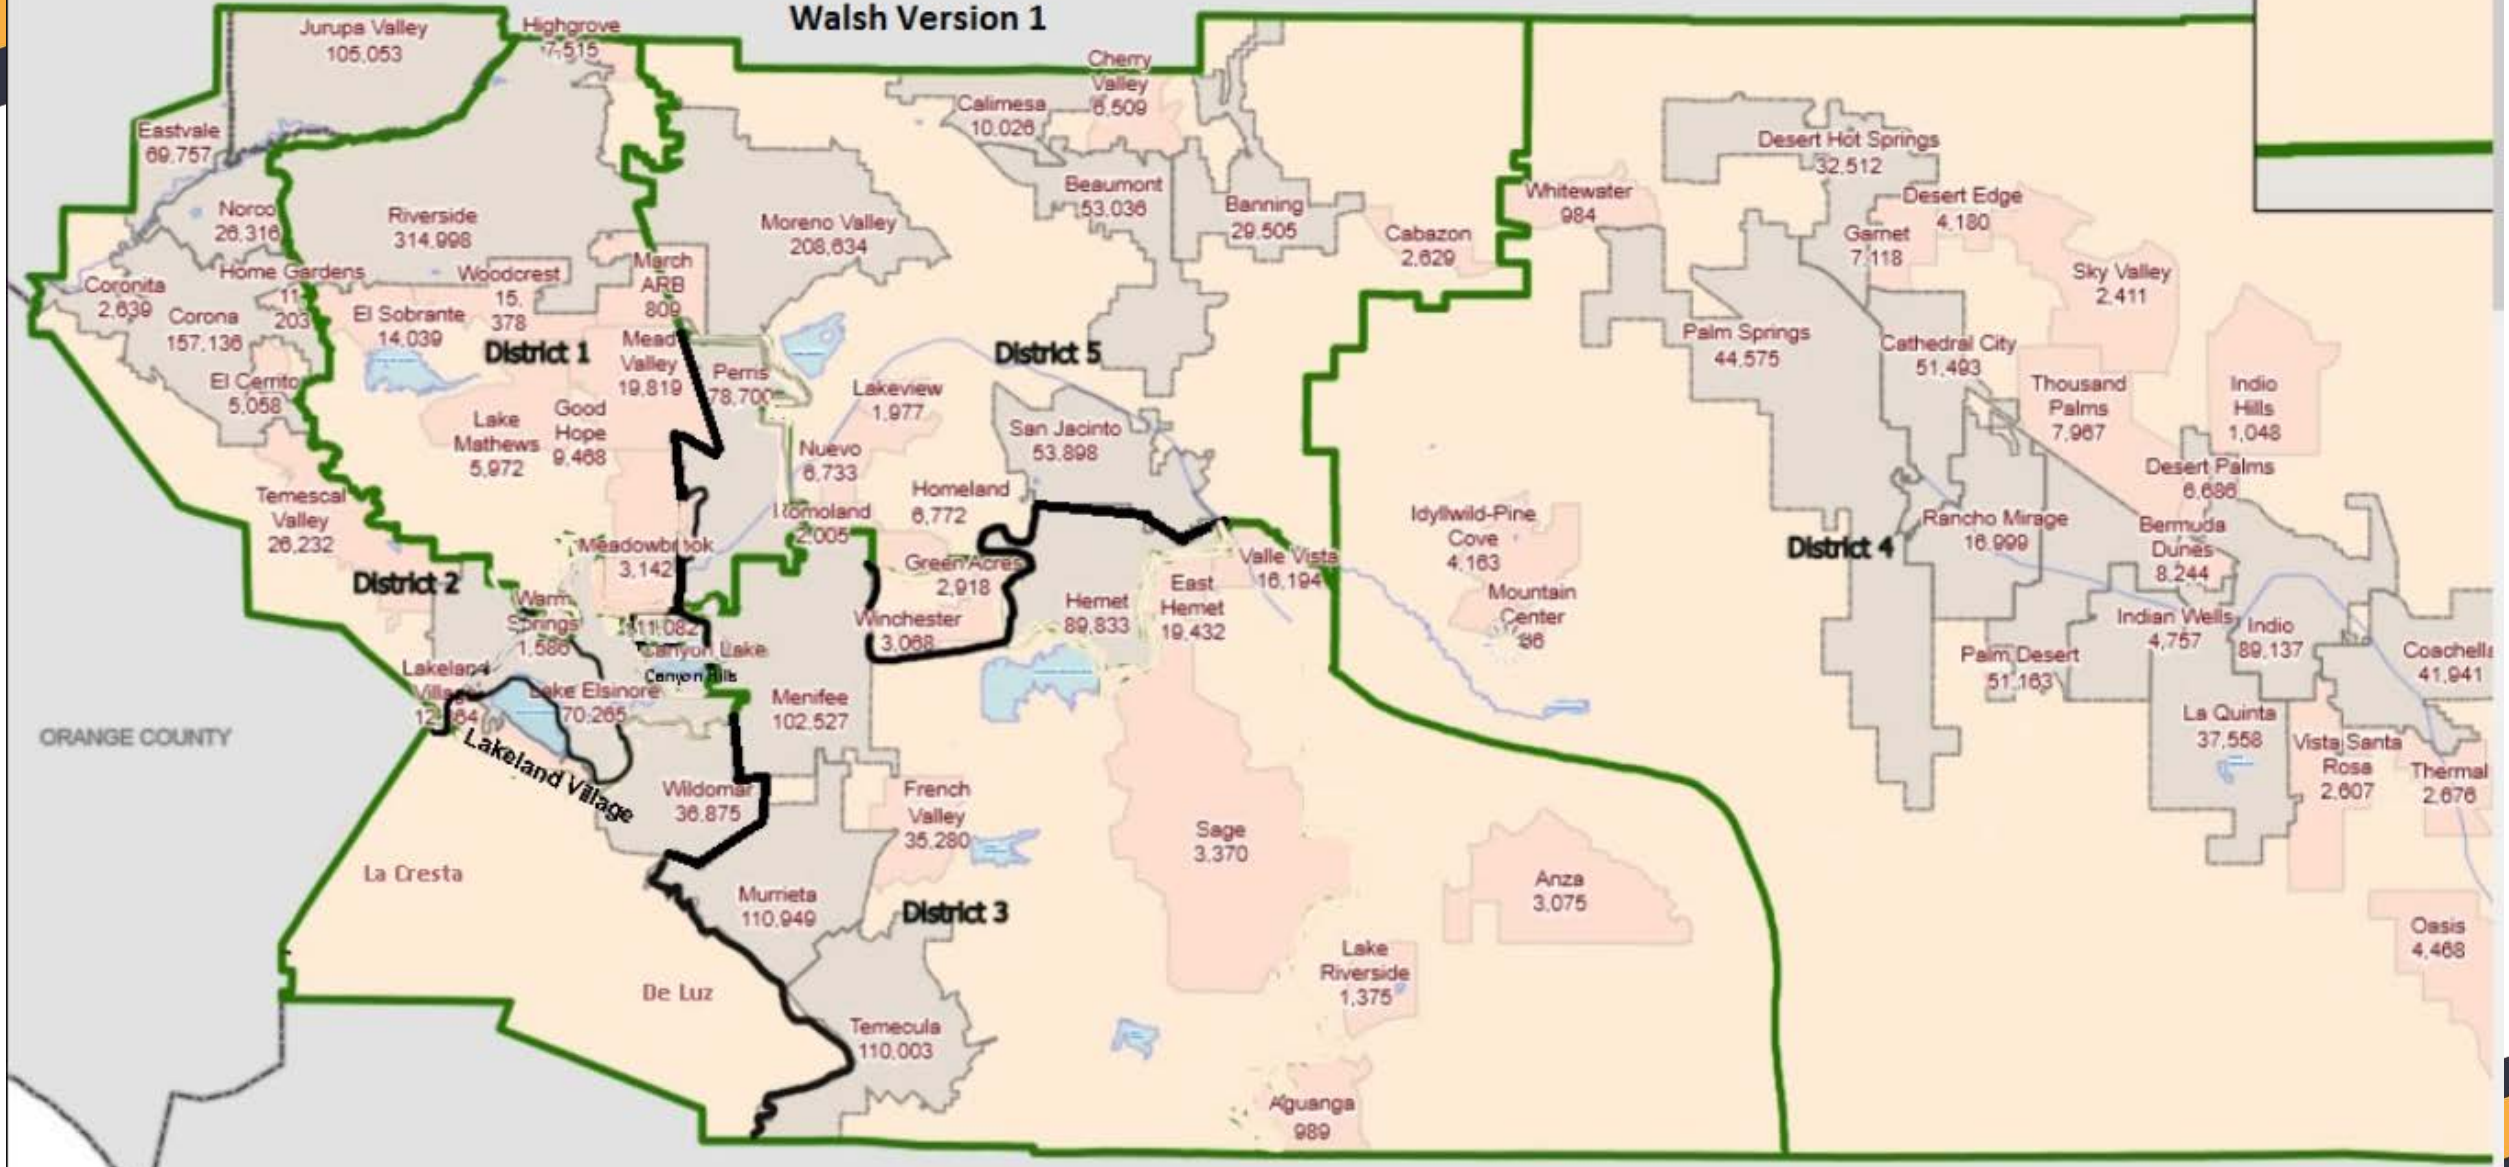 Walsh Version 1
Jurupa Valley
105,053
Highgrove
7,515
Cherry
Valley
6,509
Calimesa
10,026
Eastvale
69,757
Desert Hot Springs
32,512
Beaumont
53,036
Banning
29,505
Whitewater
984
Desert Edge
4,180
Norco
26,316
Riverside
314,998
Moreno Valley
208,634
Cabazon
2,629
Garnet
7,118
Sky Valley
2,411
Home Gardens
11
203
Woodcrest
15,
378
March
ARB
809
Coronita
2,639
Corona
157,136
El Sobrante
14,039
District 1
Mead
Valley
19,819
District 5
Palm Springs
44,575
Cathedral City
51,493
El Cerrito
5,058
Perris
78,700
Lakeview
1,977
Thousand
Palms
7,967
Indio
Hills
1,048
Lake
Mathews
5,972
Good
Hope
9,468
San Jacinto
53,898
Nuevo
6,733
Desert Palms
6,686
Temescal
Valley
26,232
Homeland
6,772
Romoland
2,005
Idyllwild-Pine
Cove
4,163
District 4
Rancho Mirage
16,999
Bermuda
Dunes
8,244
Meadowbrook
3,142
Green Acres
2,918
Valle Vista
16,194
District 2
Warm
Springs
1,586
Winchester
3,068
Hemet
89,833
East
Hemet
19,432
Mountain
Center
86
Indian Wells
4,757
Indio
89,137
11,082
Canyon Lake
Canyon Hills
Palm Desert
51,163
Coachella
41,941
Lakeland
Village
Lake Elsinore
70,265
Menifee
102,527
La Quinta
37,558
ORANGE COUNTY
Lakeland Village
Vista Santa
Rosa
2,607
Thermal
2,676
Wildomar
36,875
French
Valley
35,280
Sage
3,370
La Cresta
Murrieta
110,949
District 3
Anza
3,075
Oasis
4,468
Lake
Riverside
1,375
De Luz
Temecula
110,003
Aguanga
989